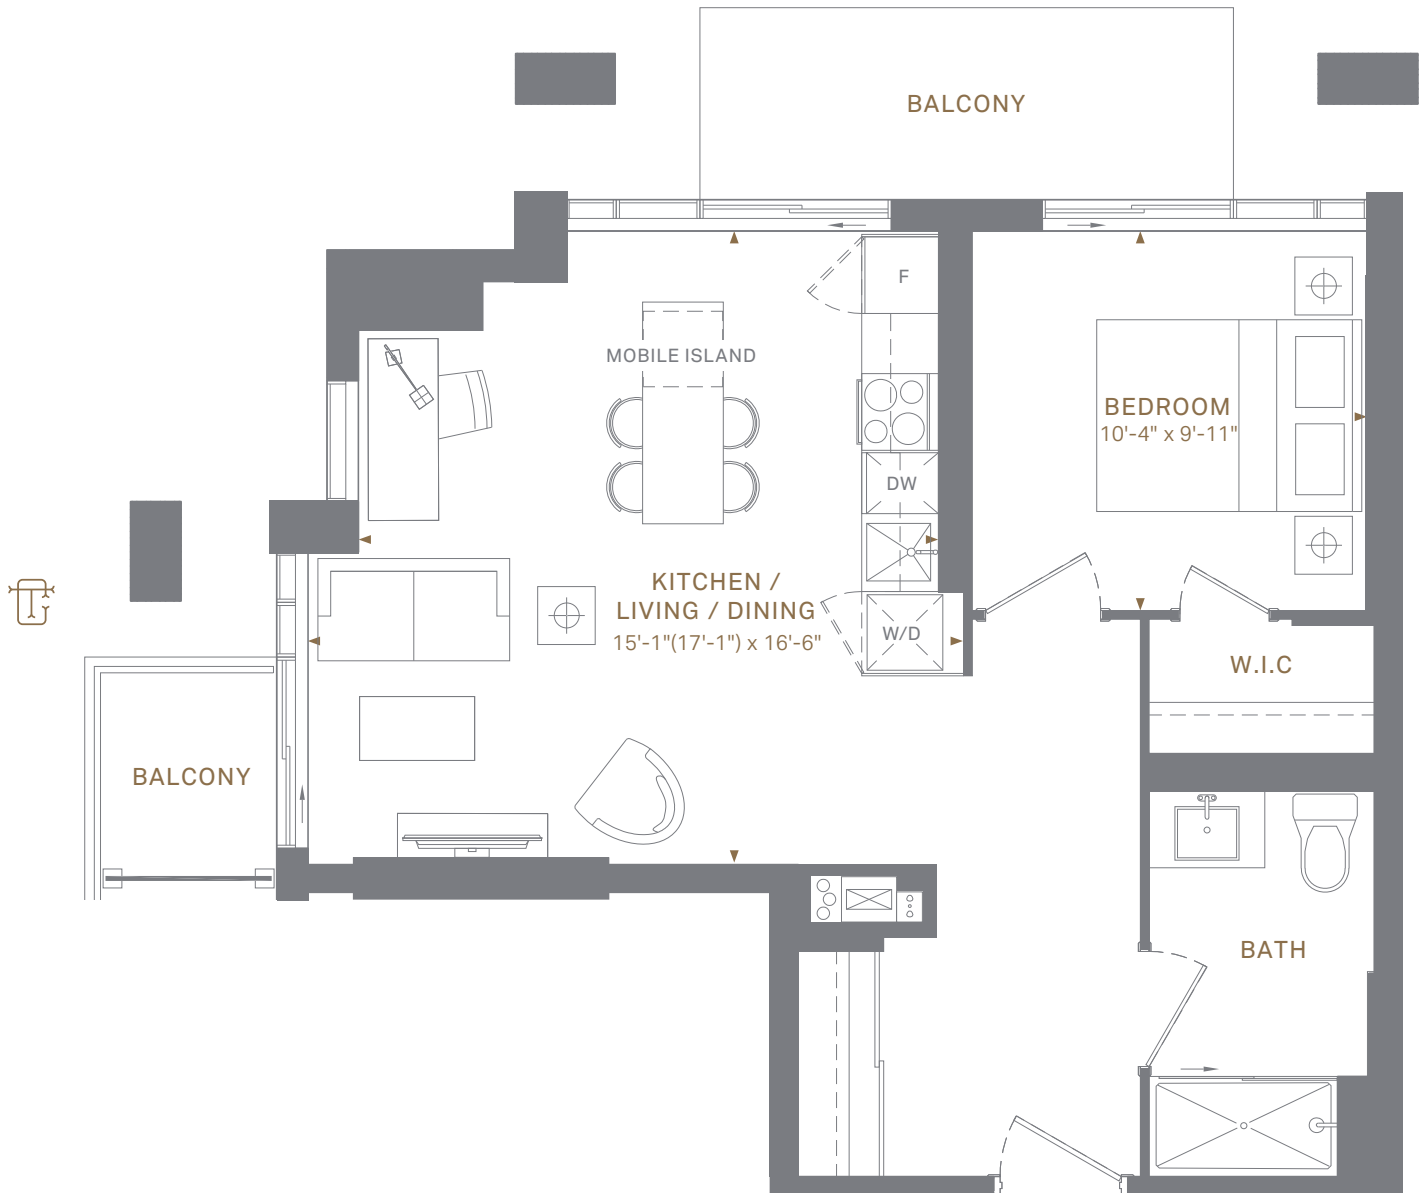 BALCONY
F
MOBILE ISLAND
BEDROOM
10'-4" x 9'-11"
DW
KITCHEN /
LIVING / DINING
15'-1"(17'-1") x 16'-6"
W/D
W.I.C
BALCONY
BATH